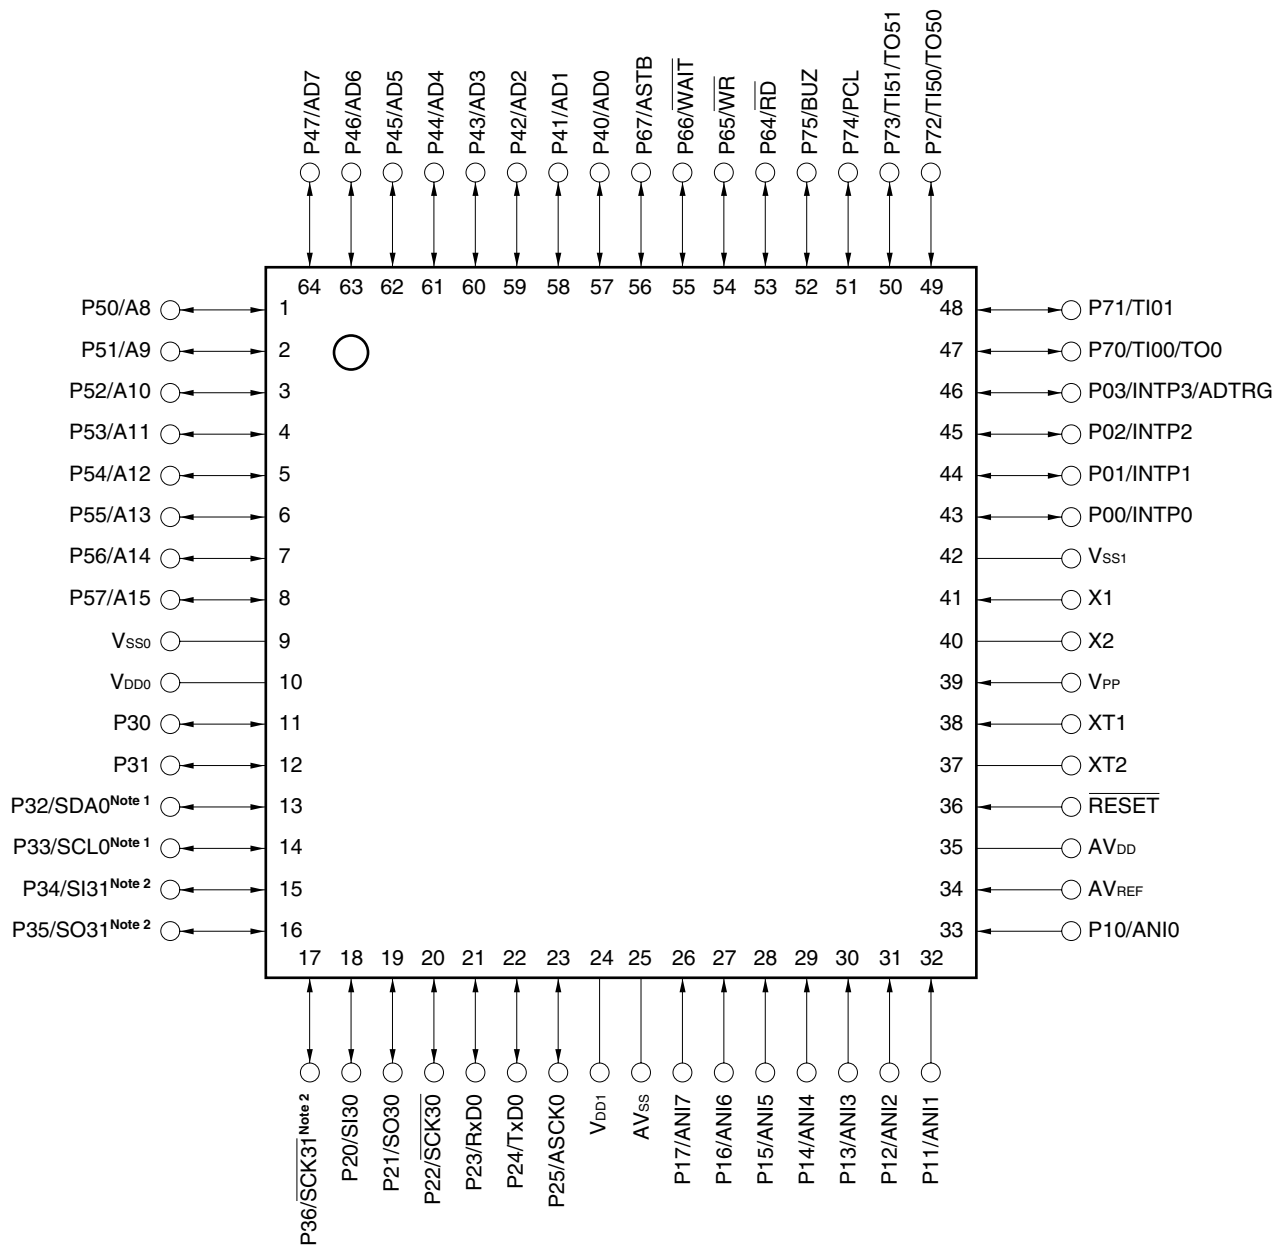 P47/AD7
P46/AD6
P45/AD5
P44/AD4
P43/AD3
P42/AD2
P41/AD1
P40/AD0
P67/ASTB
P66/W̅A̅I̅T̅
P65/W̅R̅
P64/R̅D̅
P75/BUZ
P74/PCL
P73/TI51/TO51
P72/TI50/TO50
64 63 62 61 60 59 58 57 56 55 54 53 52 51 50 49
P50/A8 1
P51/A9 2
P52/A10 3
P53/A11 4
P54/A12 5
P55/A13 6
P56/A14 7
P57/A15 8
VSS0 9
VDD0 10
P30 11
P31 12
P32/SDA0Note 1 13
P33/SCL0Note 1 14
P34/SI31Note 2 15
P35/SO31Note 2 16
48 P71/TI01
47 P70/TI00/TO0
46 P03/INTP3/ADTRG
45 P02/INTP2
44 P01/INTP1
43 P00/INTP0
42 VSS1
41 X1
40 X2
39 VPP
38 XT1
37 XT2
36 R̅E̅S̅E̅T̅
35 AVDD
34 AVREF
33 P10/ANI0
17 18 19 20 21 22 23 24 25 26 27 28 29 30 31 32
P36/S̅C̅K̅3̅1̅Note 2
P20/SI30
P21/SO30
P22/S̅C̅K̅3̅0̅
P23/RxD0
P24/TxD0
P25/ASCK0
VDD1
AVSS
P17/ANI7
P16/ANI6
P15/ANI5
P14/ANI4
P13/ANI3
P12/ANI2
P11/ANI1